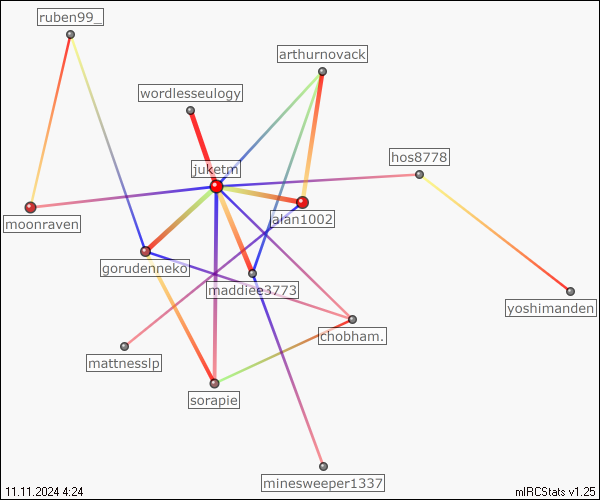 ruben99_
arthurnovack
wordlesseulogy
hos8778
juketm
moonraven
alan1002
gorudenneko
maddiee3773
yoshimanden
chobham.
mattnesslp
sorapie
minesweeper1337
11.11.2024 4:24
mIRCStats v1.25